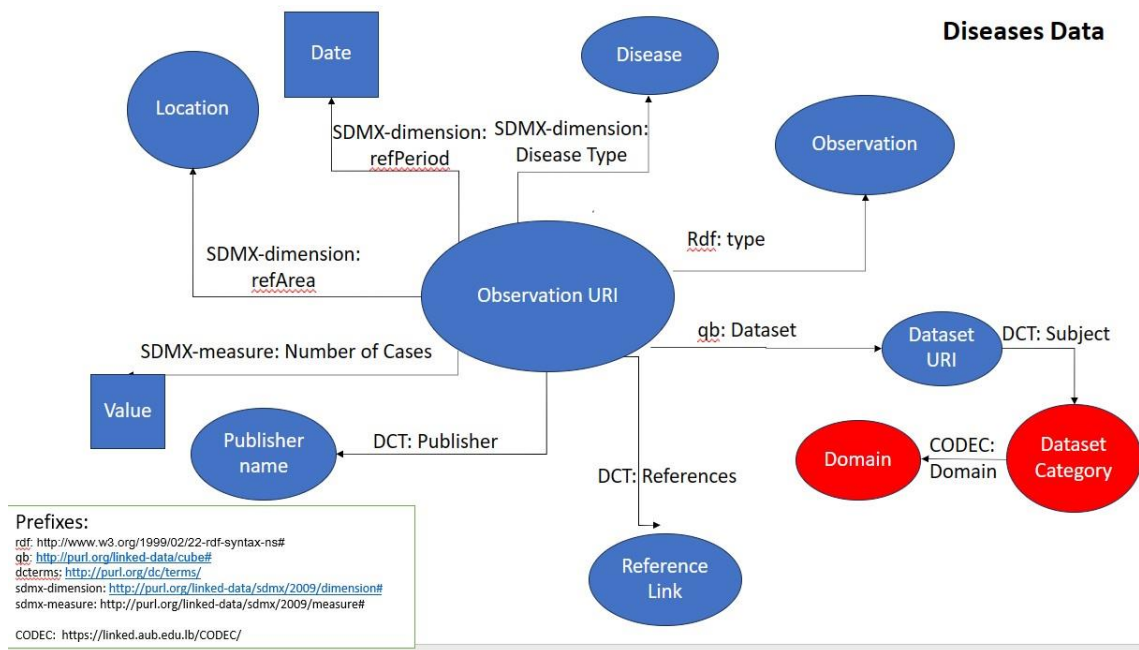 Diseases Data
Date
Disease
Location
SDMX-dimension:
refPeriod
SDMX-dimension:
Disease Type
Observation
Rdf: type
SDMX-dimension:
refArea
Observation URI
qb: Dataset
Dataset
URI
DCT: Subject
SDMX-measure: Number of Cases
Value
Publisher
name
DCT: Publisher
DCT: References
Domain
CODEC:
Domain
Dataset
Category
Reference
Link
Prefixes:
rdf: http://www.w3.org/1999/02/22-rdf-syntax-ns#
qb: http://purl.org/linked-data/cube#
dcterms: http://purl.org/dc/terms/
sdmx-dimension: http://purl.org/linked-data/sdmx/2009/dimension#
sdmx-measure: http://purl.org/linked-data/sdmx/2009/measure#
CODEC: https://linked.aub.edu.lb/CODEC/